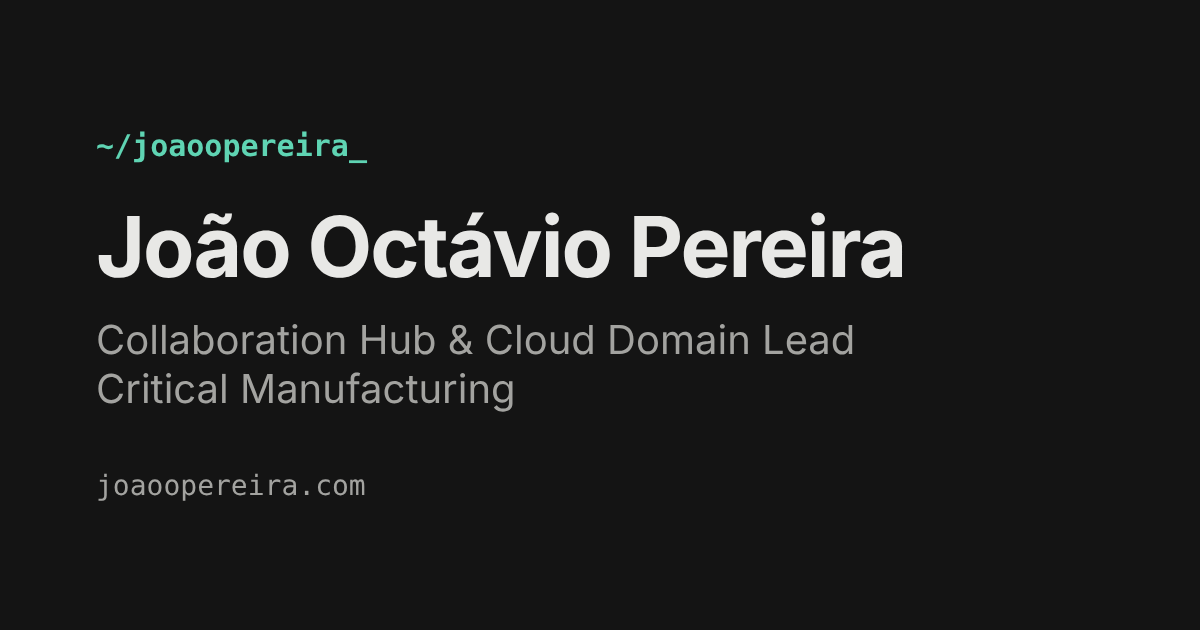 ~/joaoopereira_
João Octávio Pereira
Collaboration Hub & Cloud Domain Lead
Critical Manufacturing
joaoopereira.com